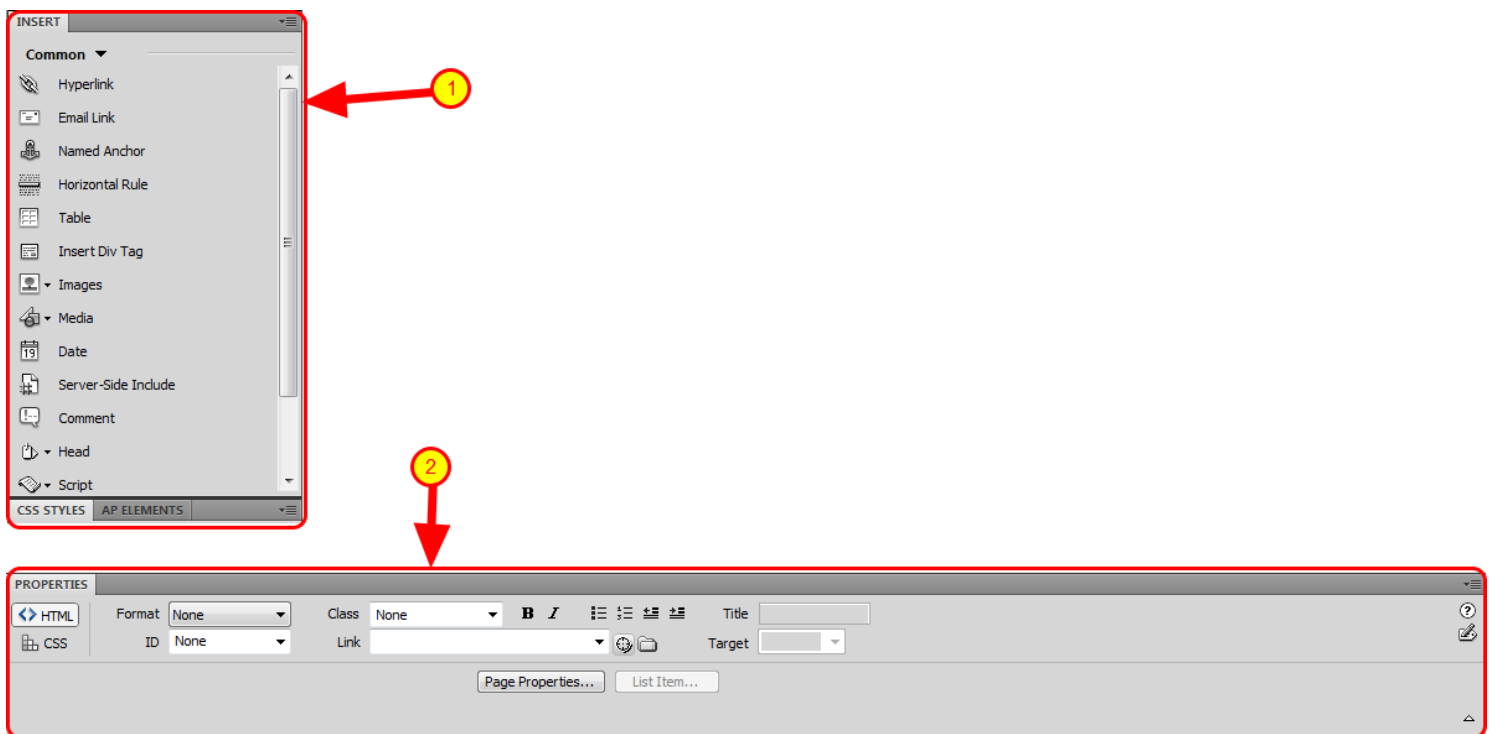 INSERT
Common
Hyperlink
Email Link
Named Anchor
Horizontal Rule
Table
Insert Div Tag
Images
Media
19 Date
Server-Side Include
Comment
Head
Script
CSS STYLES AP ELEMENTS
1
2
PROPERTIES
<> HTML Format None Class None B I Title
CSS ID None Link Target
Page Properties... List Item...
?